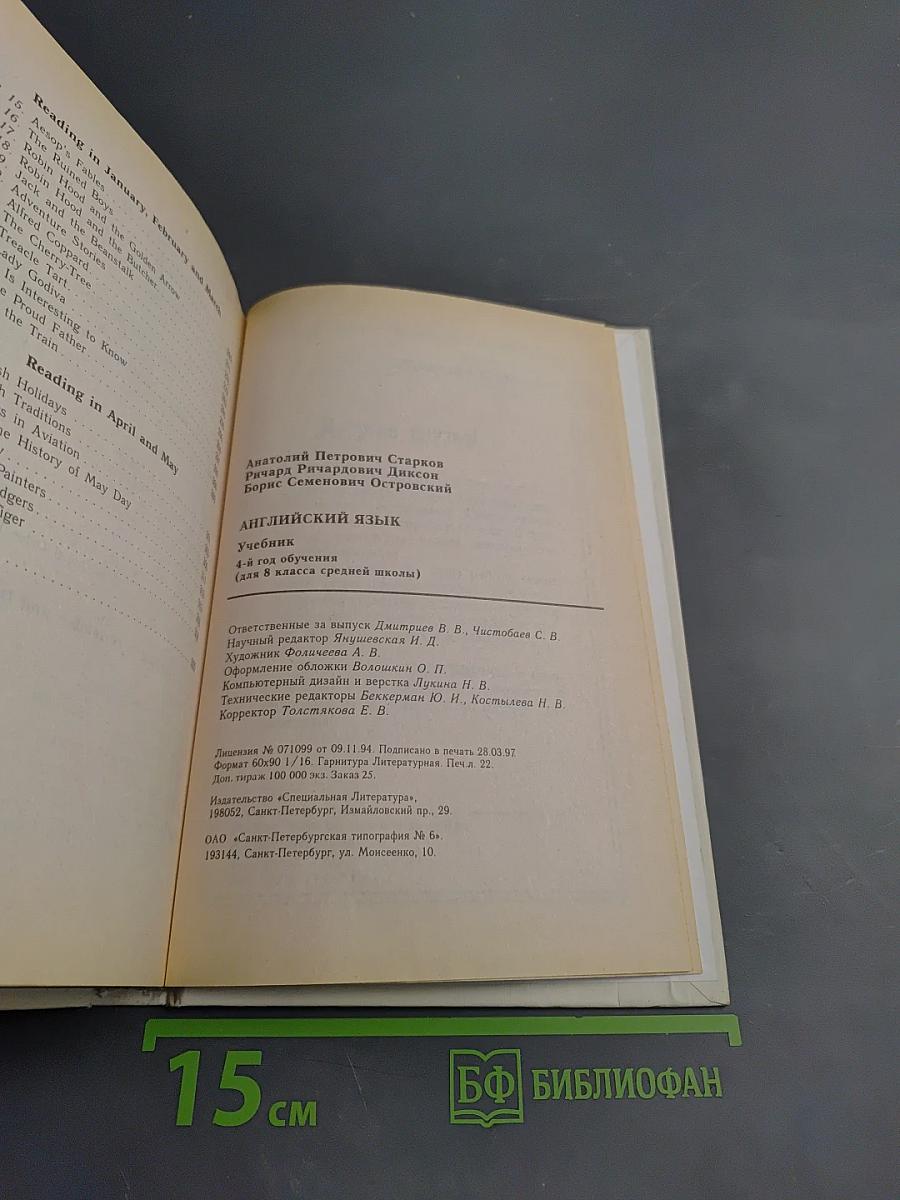 Reading in January, February and March
15. Aesop's Fables
16. The Ruined Boys
17. Robin Hood and the Golden Arrow
18. Robin Hood and the Butcher
Jack and the Beanstalk
Adventure Stories
Alfred Coppard
The Cherry-Tree
Treacle Tart
Lady Godiva
Is Interesting to Know
Proud Father
the Train
Reading in April and May
Holidays
Traditions
in Aviation
History of May Day
Painters
Анатолий Петрович Старков
Ричард Ричардович Диксон
Борис Семенович Островский
АНГЛИЙСКИЙ ЯЗЫК
Учебник
4-й год обучения
(для 8 класса средней школы)
Ответственные за выпуск Дмитриев В. В., Чистобаев С. В.
Научный редактор Янушевская И. Д.
Художник Фоличеева А. В.
Оформление обложки Волошкин О. П.
Компьютерный дизайн и верстка Лукина Н. В.
Технические редакторы Беккерман Ю. И., Костылева Н. В.
Корректор Толстякова Е. В.
Лицензия № 071099 от 09.11.94. Подписано в печать 28.03.97.
Формат 60х90 1/16. Гарнитура Литературная. Печ.л. 22.
Доп. тираж 100 000 экз. Заказ 25.
Издательство «Специальная Литература»,
198052, Санкт-Петербург, Измайловский пр., 29.
ОАО «Санкт-Петербургская типография № 6».
193144, Санкт-Петербург, ул. Моисеенко, 10.
15 см
БФ БИБЛИОФАН